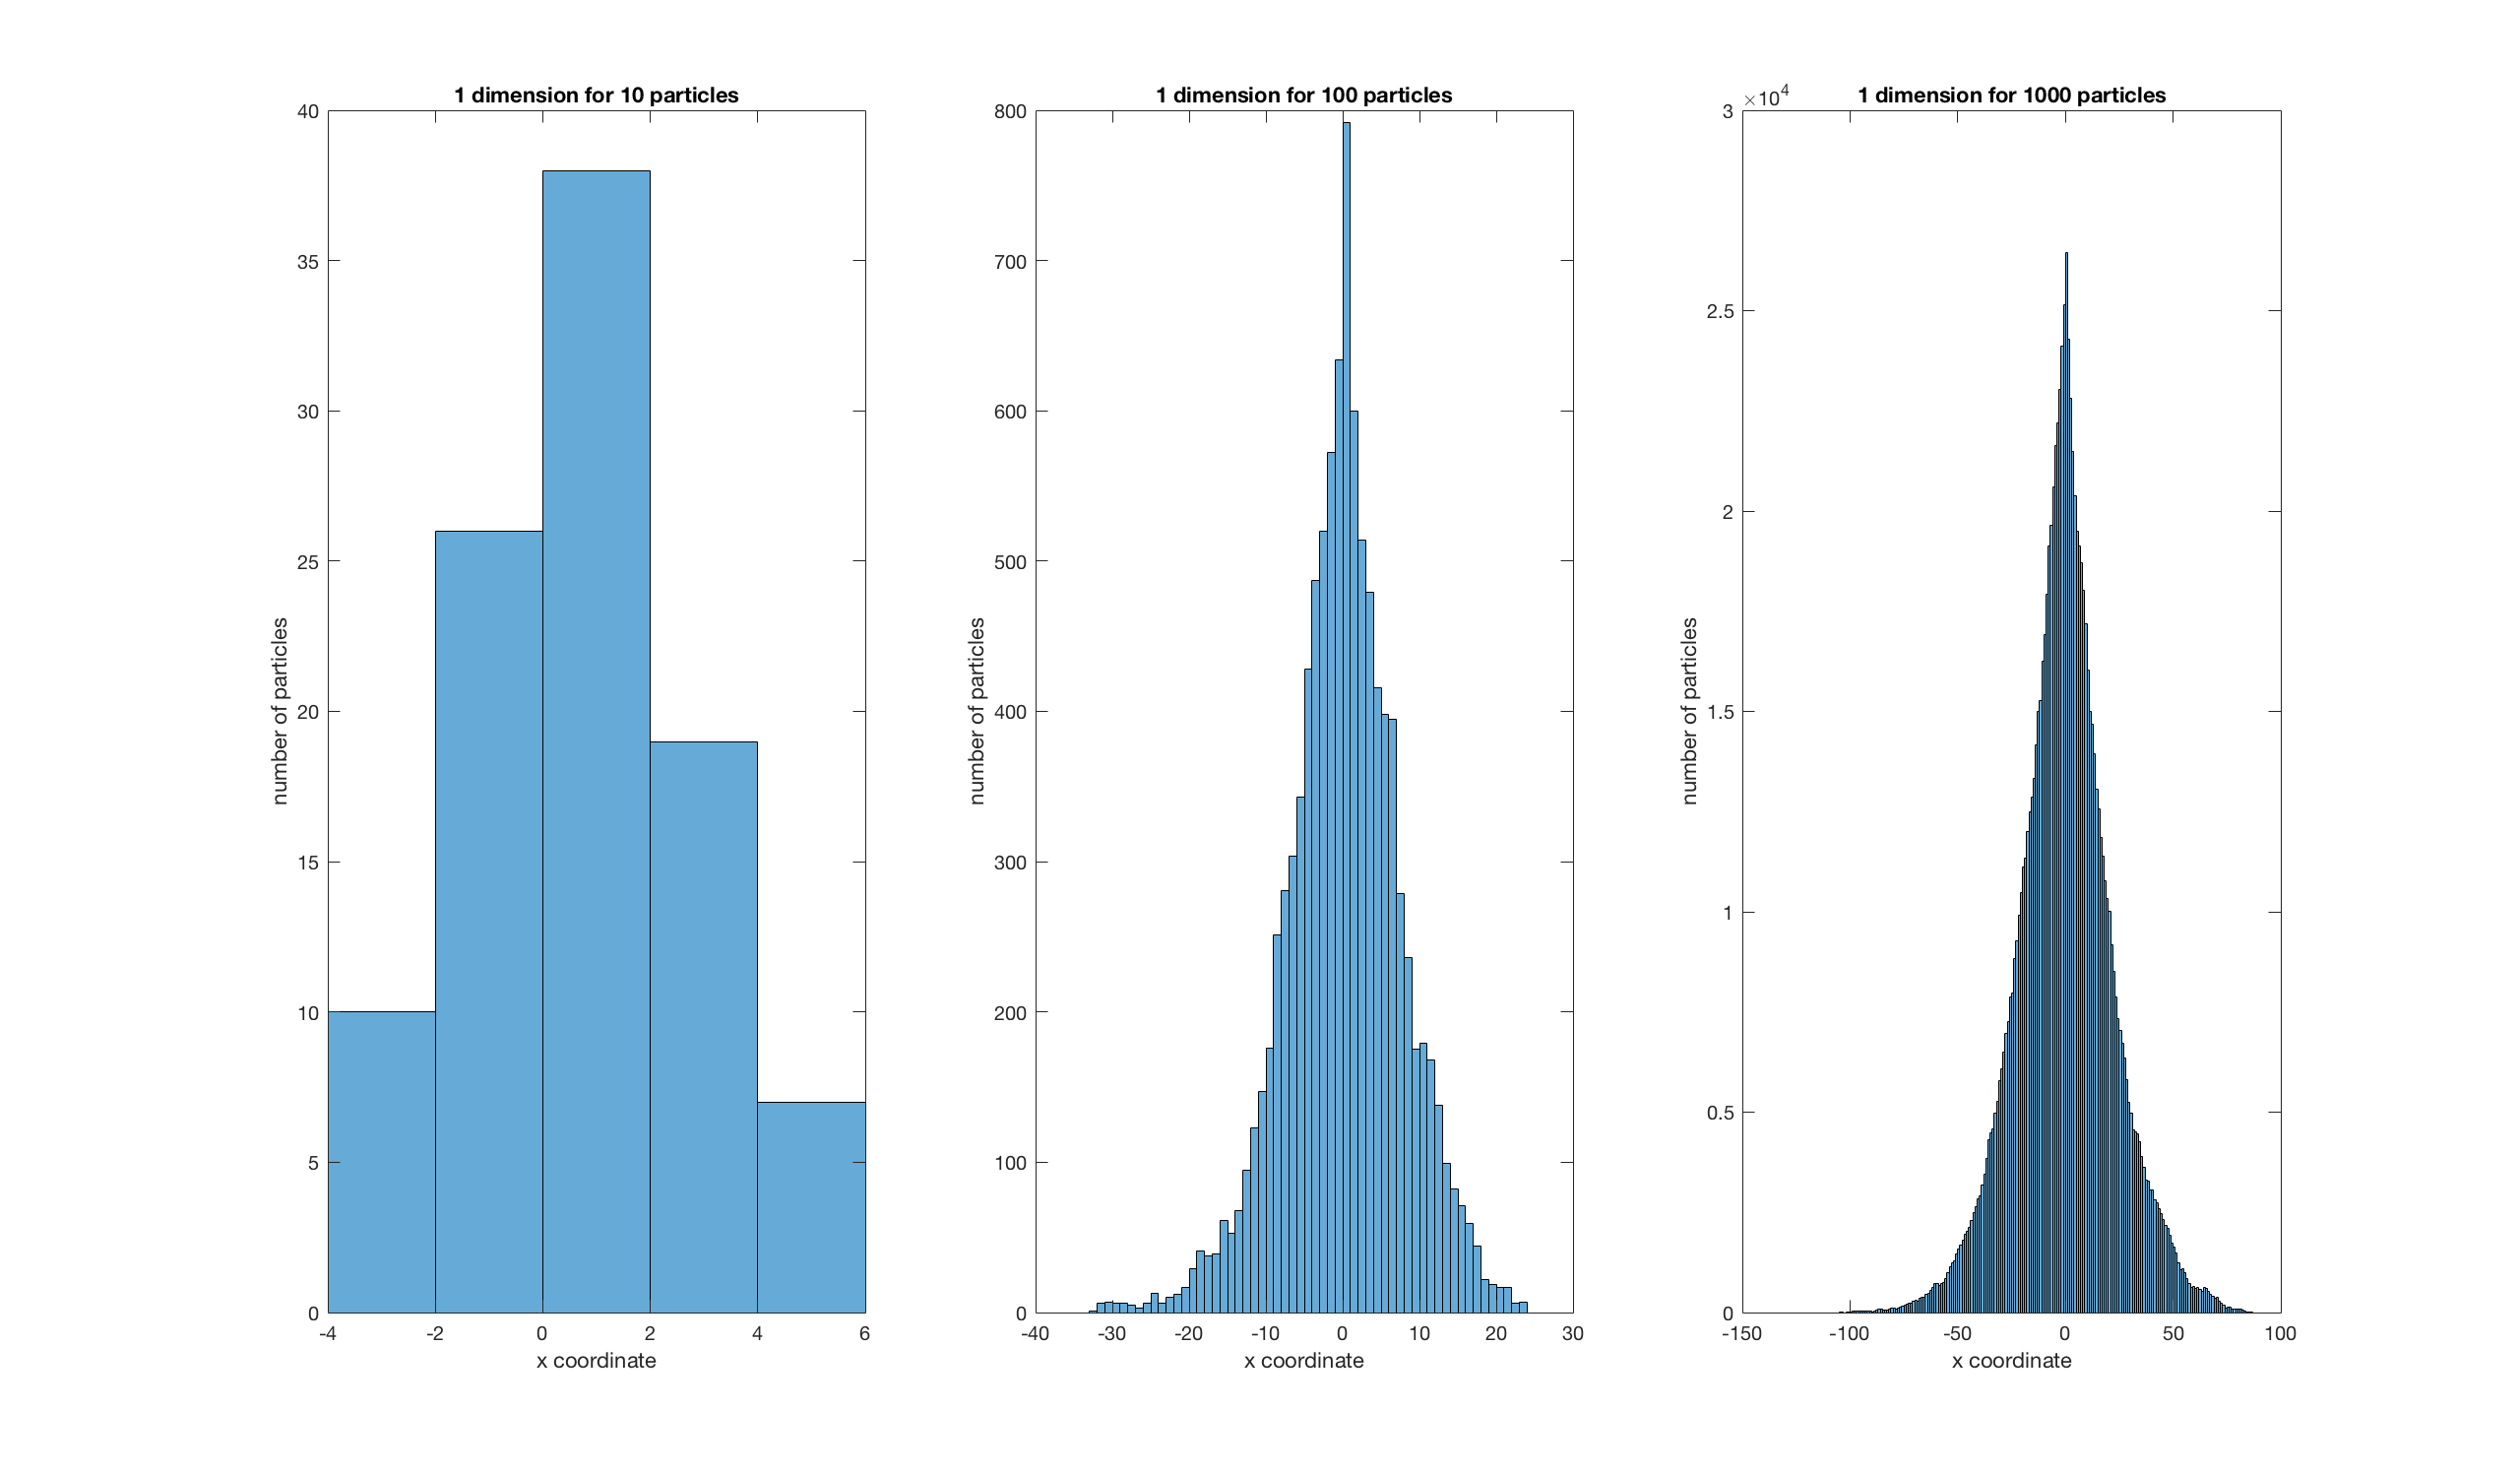 1 dimension for 10 particles
40
35
30
25
20
15
10
5
0
-4 -2 0 2 4 6
number of particles
x coordinate
1 dimension for 100 particles
800
700
600
500
400
300
200
100
0
-40 -30 -20 -10 0 10 20 30
number of particles
x coordinate
1 dimension for 1000 particles
×10⁴
3
2.5
2
1.5
1
0.5
0
-150 -100 -50 0 50 100
number of particles
x coordinate